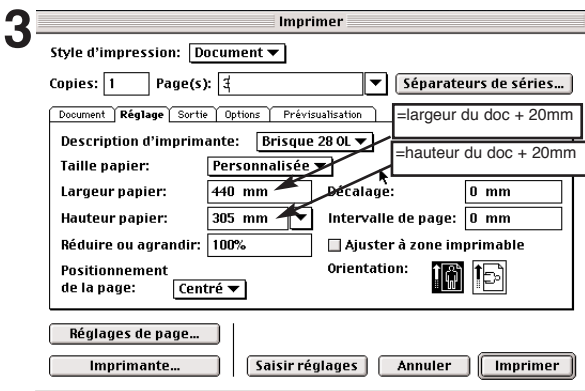 3
Imprimer
Style d'impression: Document
Copies: 1 Page(s): 3 Séparateurs de séries...
Document Réglage Sortie Options Prévisualisation
=largeur du doc + 20mm
Description d'imprimante: Brisque 28 0L
=hauteur du doc + 20mm
Taille papier: Personnalisée
Largeur papier: 440 mm Décalage: 0 mm
Hauteur papier: 305 mm Intervalle de page: 0 mm
Réduire ou agrandir: 100% Ajuster à zone imprimable
Positionnement
de la page: Centré Orientation:
Réglages de page...
Imprimante... Saisir réglages Annuler Imprimer